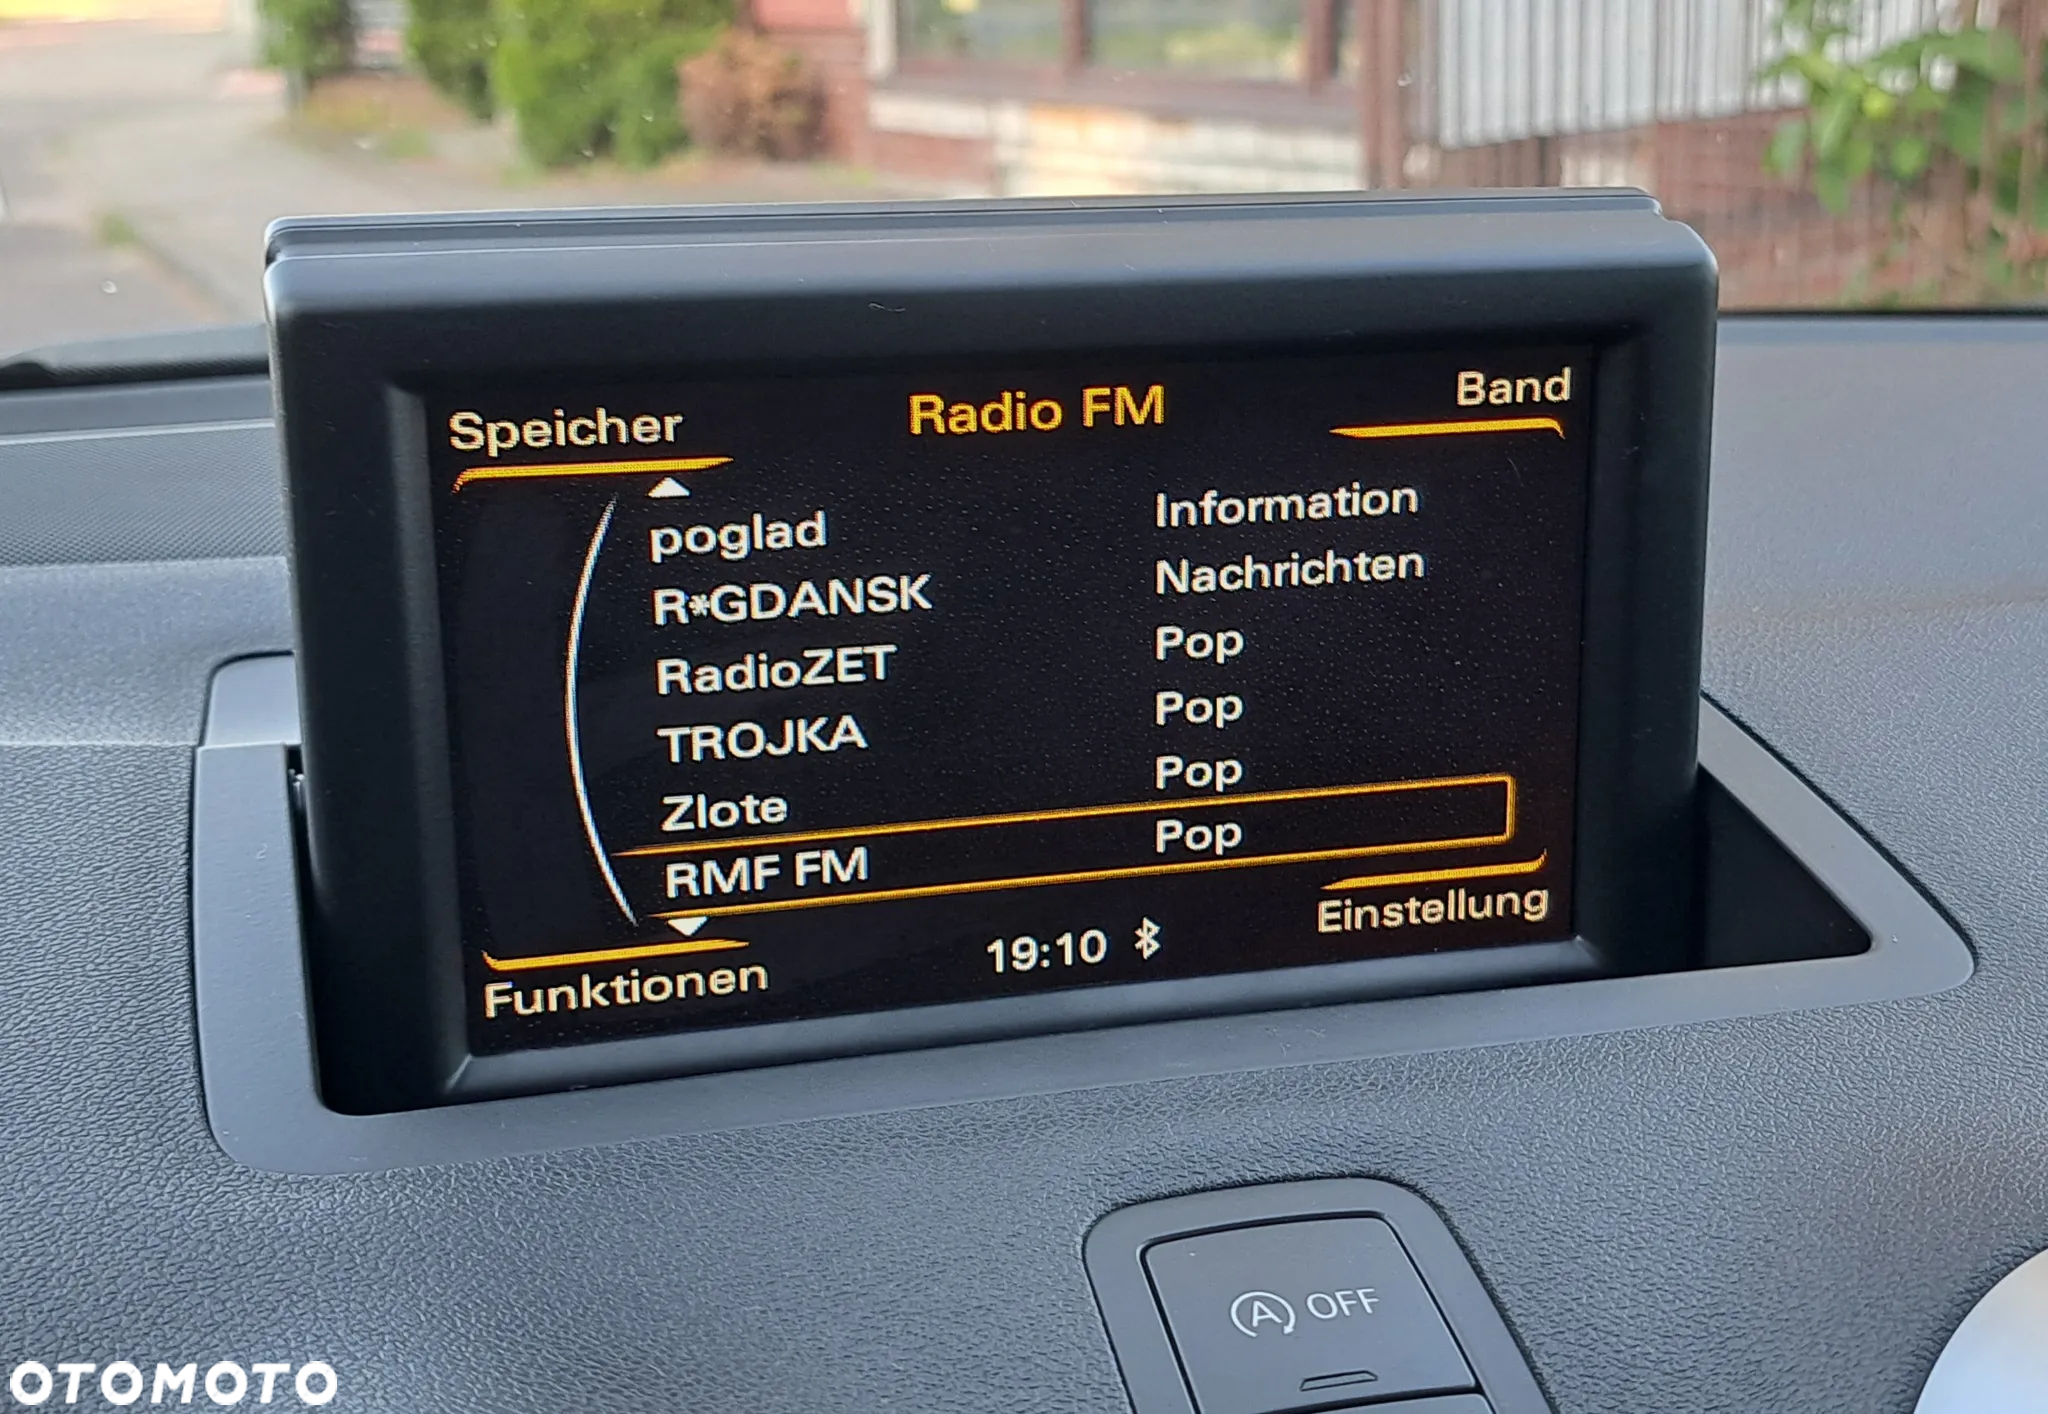 Speicher Radio FM Band
poglad Information
R*GDANSK Nachrichten
RadioZET Pop
TROJKA Pop
Zlote Pop
RMF FM Pop
Funktionen 19:10 Einstellung
A OFF
OTOMOTO